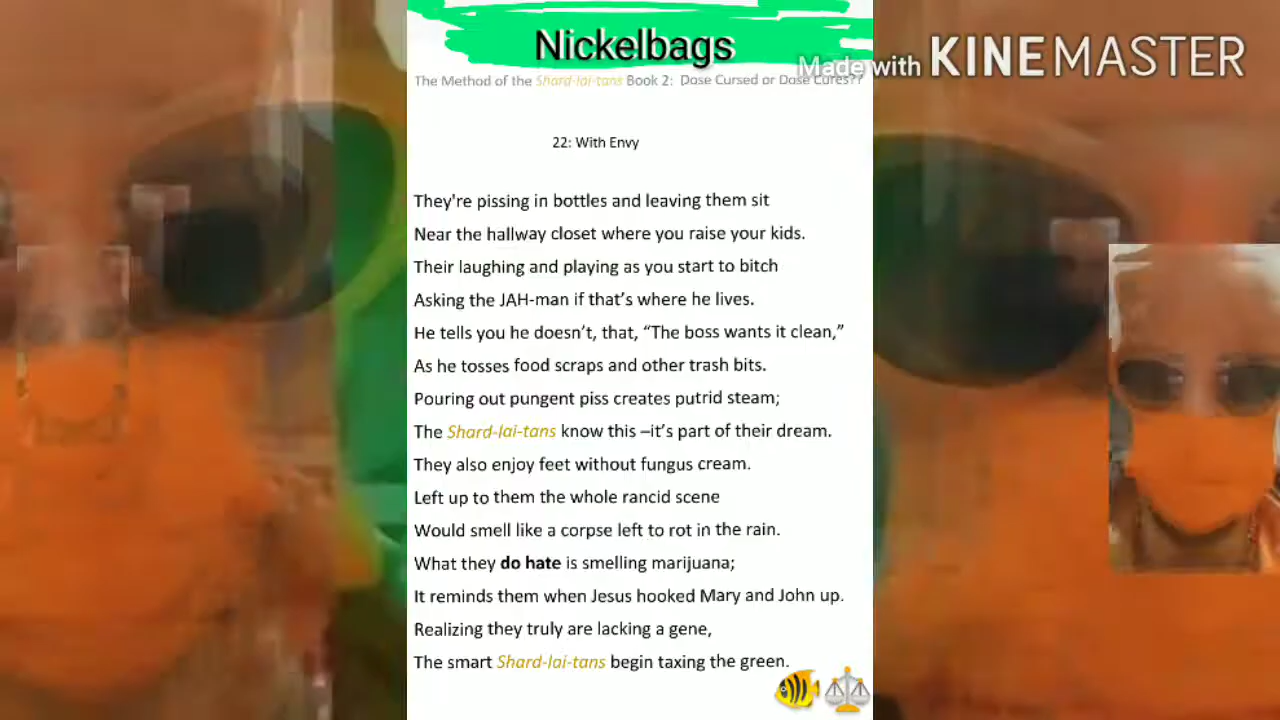 Nickelbags
Made with KINEMASTER
The Method of the Shard-lai-tans Book 2: Dose Cursed or Dose Cures??
22: With Envy
They're pissing in bottles and leaving them sit
Near the hallway closet where you raise your kids.
Their laughing and playing as you start to bitch
Asking the JAH-man if that’s where he lives.
He tells you he doesn’t, that, “The boss wants it clean,”
As he tosses food scraps and other trash bits.
Pouring out pungent piss creates putrid steam;
The Shard-lai-tans know this –it’s part of their dream.
They also enjoy feet without fungus cream.
Left up to them the whole rancid scene
Would smell like a corpse left to rot in the rain.
What they do hate is smelling marijuana;
It reminds them when Jesus hooked Mary and John up.
Realizing they truly are lacking a gene,
The smart Shard-lai-tans begin taxing the green.